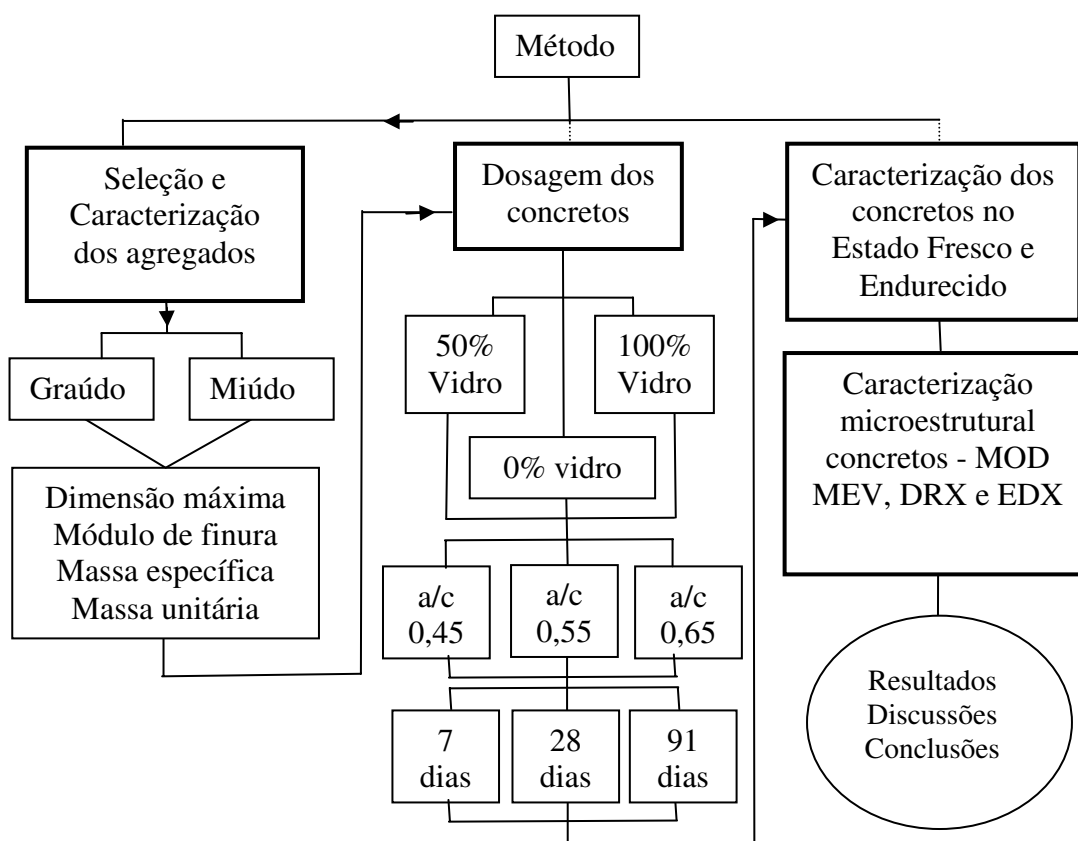 Método
Seleção e
Caracterização
dos agregados
Graúdo
Miúdo
Dimensão máxima
Módulo de finura
Massa específica
Massa unitária
Dosagem dos
concretos
50%
Vidro
100%
Vidro
0% vidro
a/c
0,45
a/c
0,55
a/c
0,65
7
dias
28
dias
91
dias
Caracterização dos
concretos no
Estado Fresco e
Endurecido
Caracterização
microestrutural
concretos - MOD
MEV, DRX e EDX
Resultados
Discussões
Conclusões